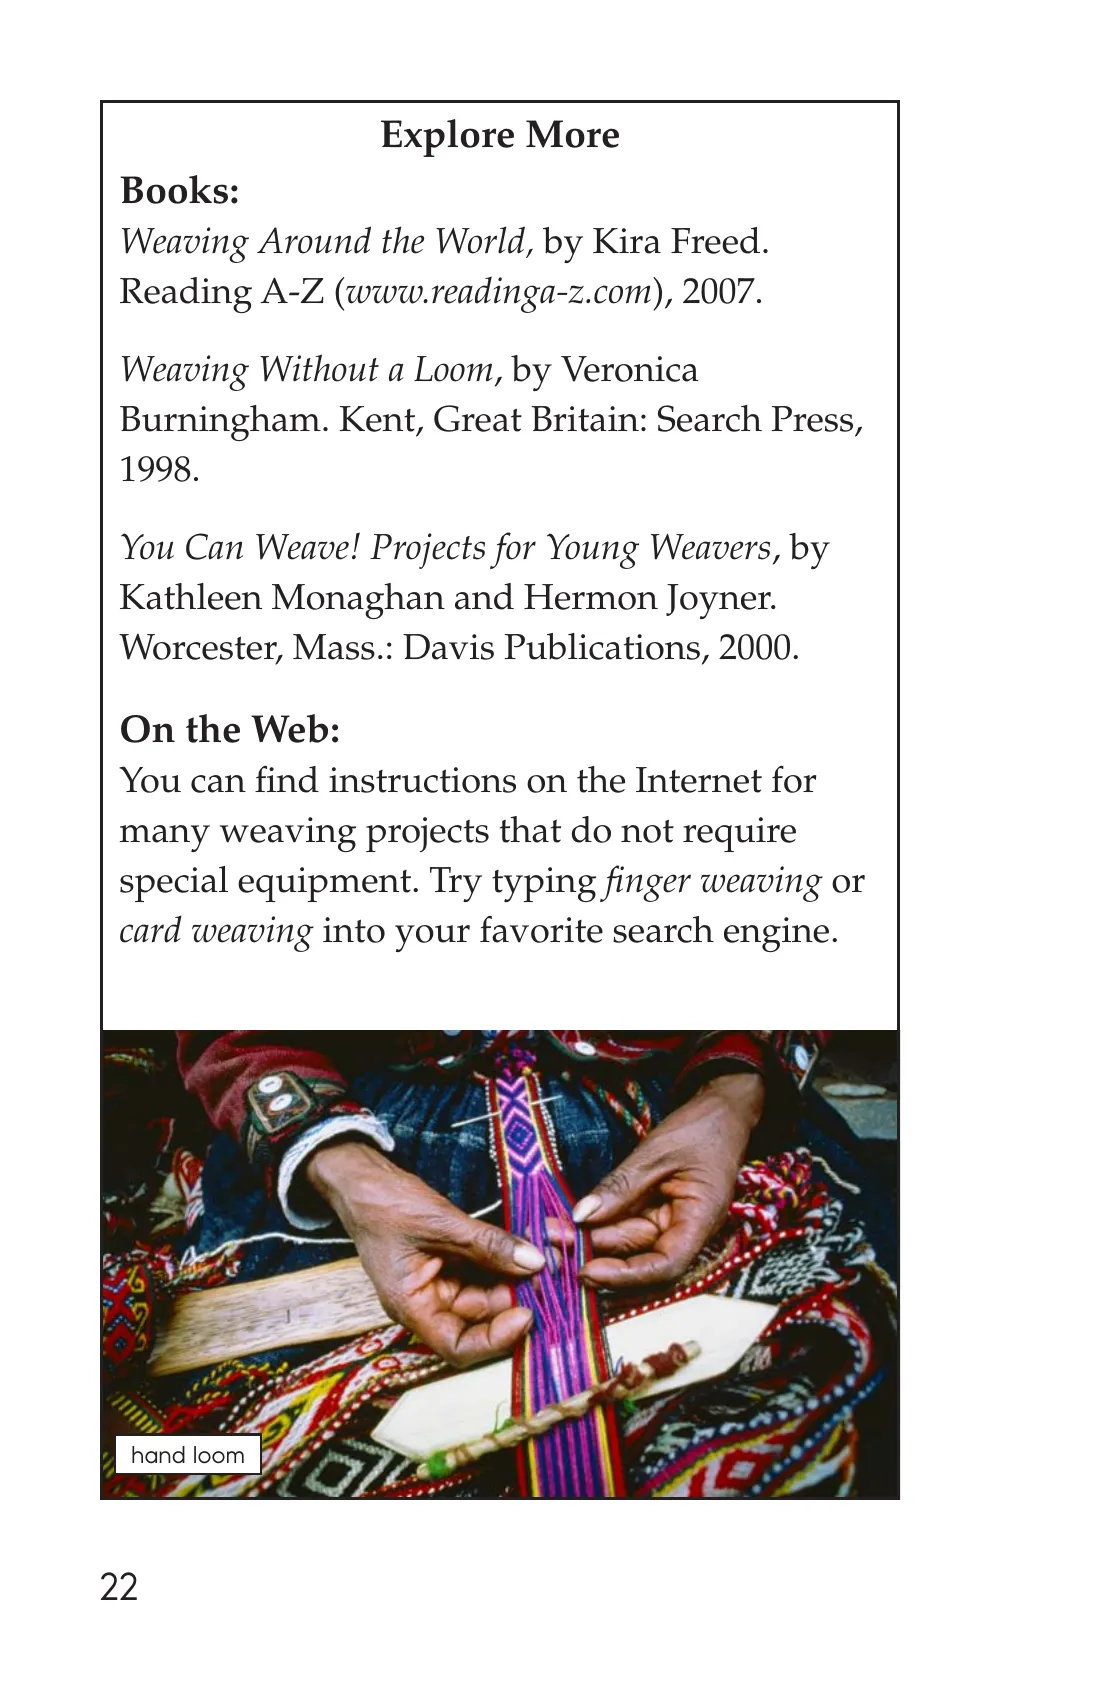 Explore More
Books:
Weaving Around the World, by Kira Freed.
Reading A-Z (www.readinga-z.com), 2007.
Weaving Without a Loom, by Veronica
Burningham. Kent, Great Britain: Search Press,
1998.
You Can Weave! Projects for Young Weavers, by
Kathleen Monaghan and Hermon Joyner.
Worcester, Mass.: Davis Publications, 2000.
On the Web:
You can find instructions on the Internet for
many weaving projects that do not require
special equipment. Try typing finger weaving or
card weaving into your favorite search engine.
hand loom
22